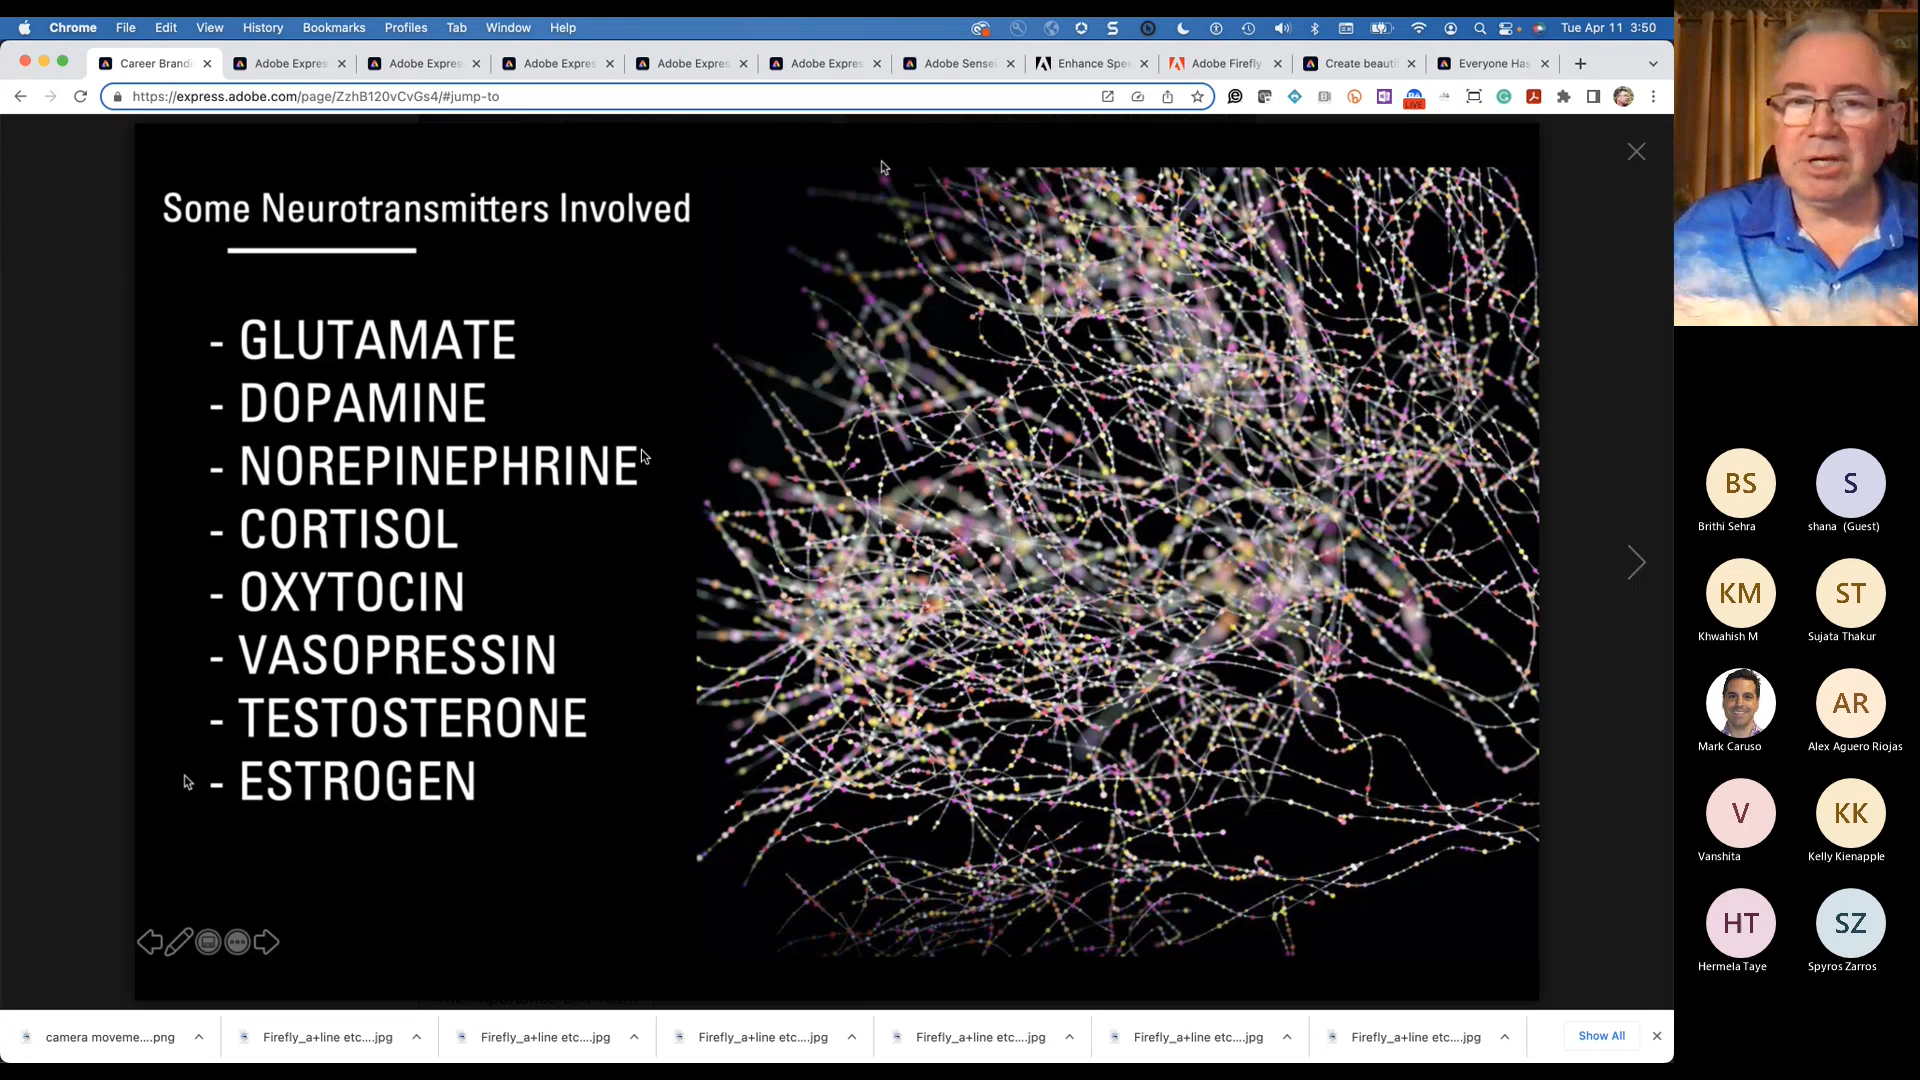 Chrome File Edit View History Bookmarks Profiles Tab Window Help Tue Apr 11 3:50
Career Brandi Adobe Expres Adobe Expres Adobe Expres Adobe Expres Adobe Expres Adobe Sensei Enhance Spee Adobe Firefly Create beauti Everyone Has
https://express.adobe.com/page/ZzhB120vCvGs4/#jump-to
LIVE
Some Neurotransmitters Involved
- GLUTAMATE
- DOPAMINE
- NOREPINEPHRINE
- CORTISOL
- OXYTOCIN
- VASOPRESSIN
- TESTOSTERONE
- ESTROGEN
BS S
Brithi Sehra shana (Guest)
KM ST
Khwahish M Sujata Thakur
AR
Mark Caruso Alex Aguero Riojas
V KK
Vanshita Kelly Kienapple
HT SZ
Hermela Taye Spyros Zarros
camera moveme....png Firefly_a+line etc....jpg Firefly_a+line etc....jpg Firefly_a+line etc....jpg Firefly_a+line etc....jpg Firefly_a+line etc....jpg Firefly_a+line etc....jpg Show All